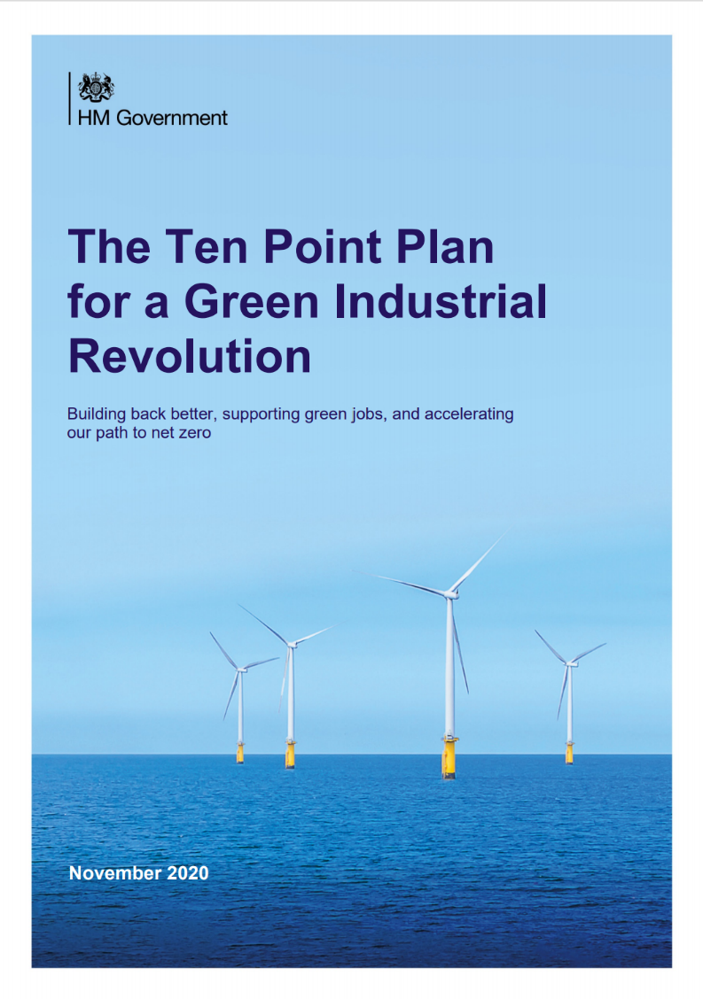 HM Government
The Ten Point Plan
for a Green Industrial
Revolution
Building back better, supporting green jobs, and accelerating
our path to net zero
November 2020